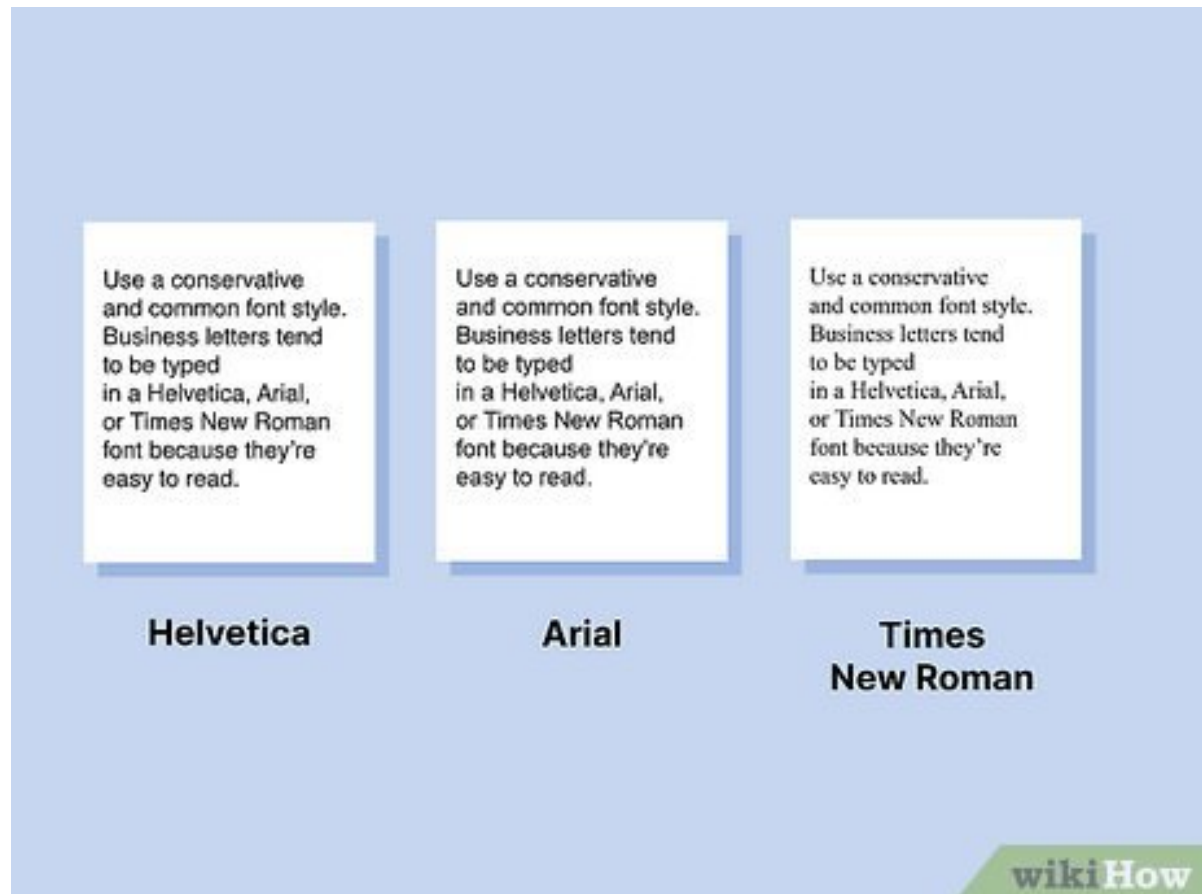 Use a conservative
and common font style.
Business letters tend
to be typed
in a Helvetica, Arial,
or Times New Roman
font because they're
easy to read.
Helvetica
Use a conservative
and common font style.
Business letters tend
to be typed
in a Helvetica, Arial,
or Times New Roman
font because they're
easy to read.
Arial
Use a conservative
and common font style.
Business letters tend
to be typed
in a Helvetica, Arial,
or Times New Roman
font because they're
easy to read.
Times
New Roman
wikiHow